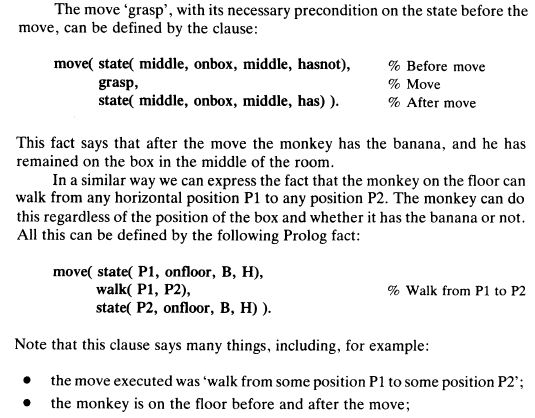 The move ‘grasp’, with its necessary precondition on the state before the
move, can be defined by the clause:
move( state( middle, onbox, middle, hasnot), % Before move
grasp, % Move
state( middle, onbox, middle, has) ). % After move
This fact says that after the move the monkey has the banana, and he has
remained on the box in the middle of the room.
In a similar way we can express the fact that the monkey on the floor can
walk from any horizontal position P1 to any position P2. The monkey can do
this regardless of the position of the box and whether it has the banana or not.
All this can be defined by the following Prolog fact:
move( state( P1, onfloor, B, H),
walk( P1, P2), % Walk from P1 to P2
state( P2, onfloor, B, H) ).
Note that this clause says many things, including, for example:
• the move executed was ‘walk from some position P1 to some position P2’;
• the monkey is on the floor before and after the move;